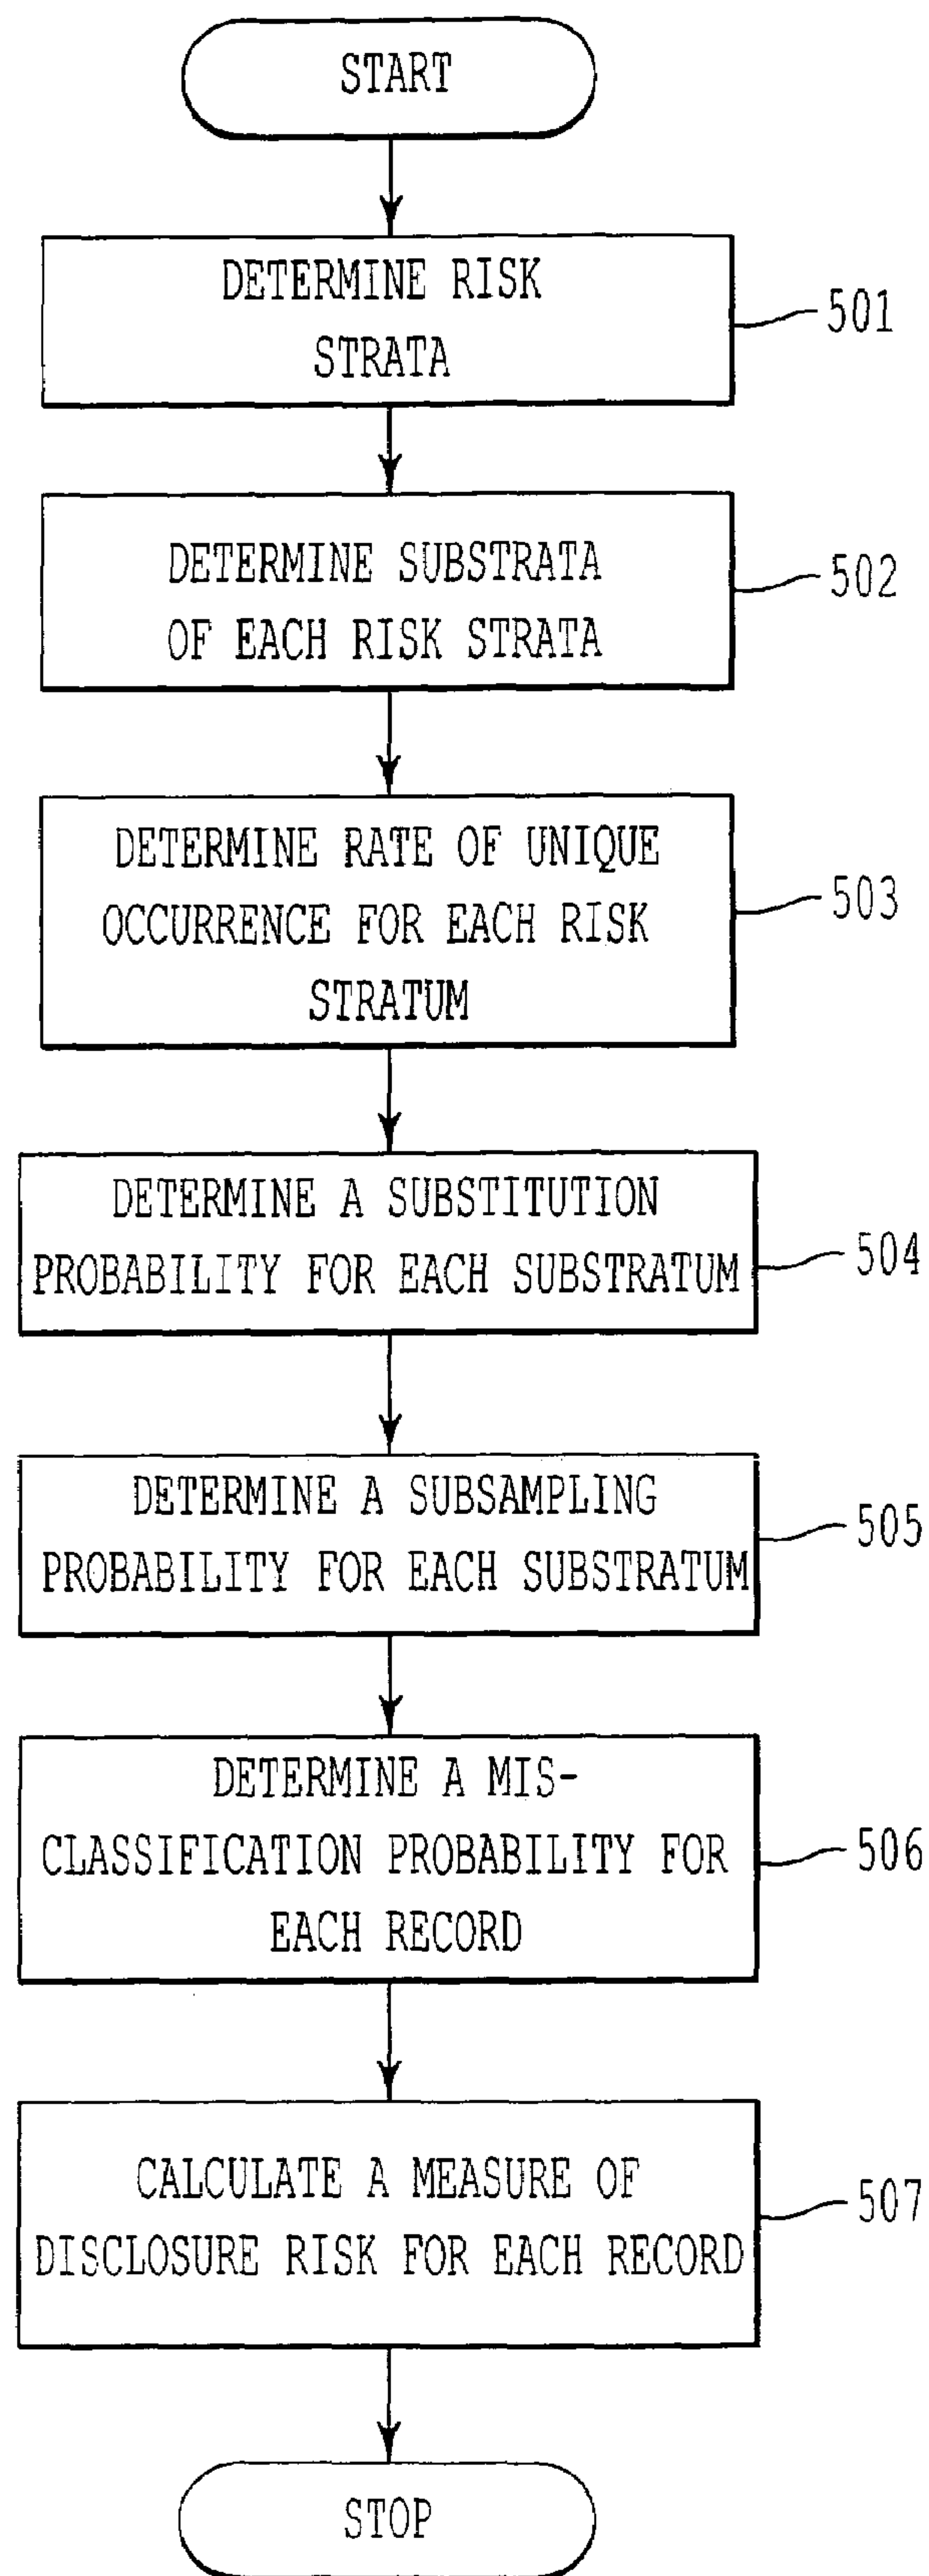 START
DETERMINE RISK
STRATA
501
DETERMINE SUBSTRATA
OF EACH RISK STRATA
502
DETERMINE RATE OF UNIQUE
OCCURRENCE FOR EACH RISK
STRATUM
503
DETERMINE A SUBSTITUTION
PROBABILITY FOR EACH SUBSTRATUM
504
DETERMINE A SUBSAMPLING
PROBABILITY FOR EACH SUBSTRATUM
505
DETERMINE A MIS-
CLASSIFICATION PROBABILITY FOR
EACH RECORD
506
CALCULATE A MEASURE OF
DISCLOSURE RISK FOR EACH RECORD
507
STOP